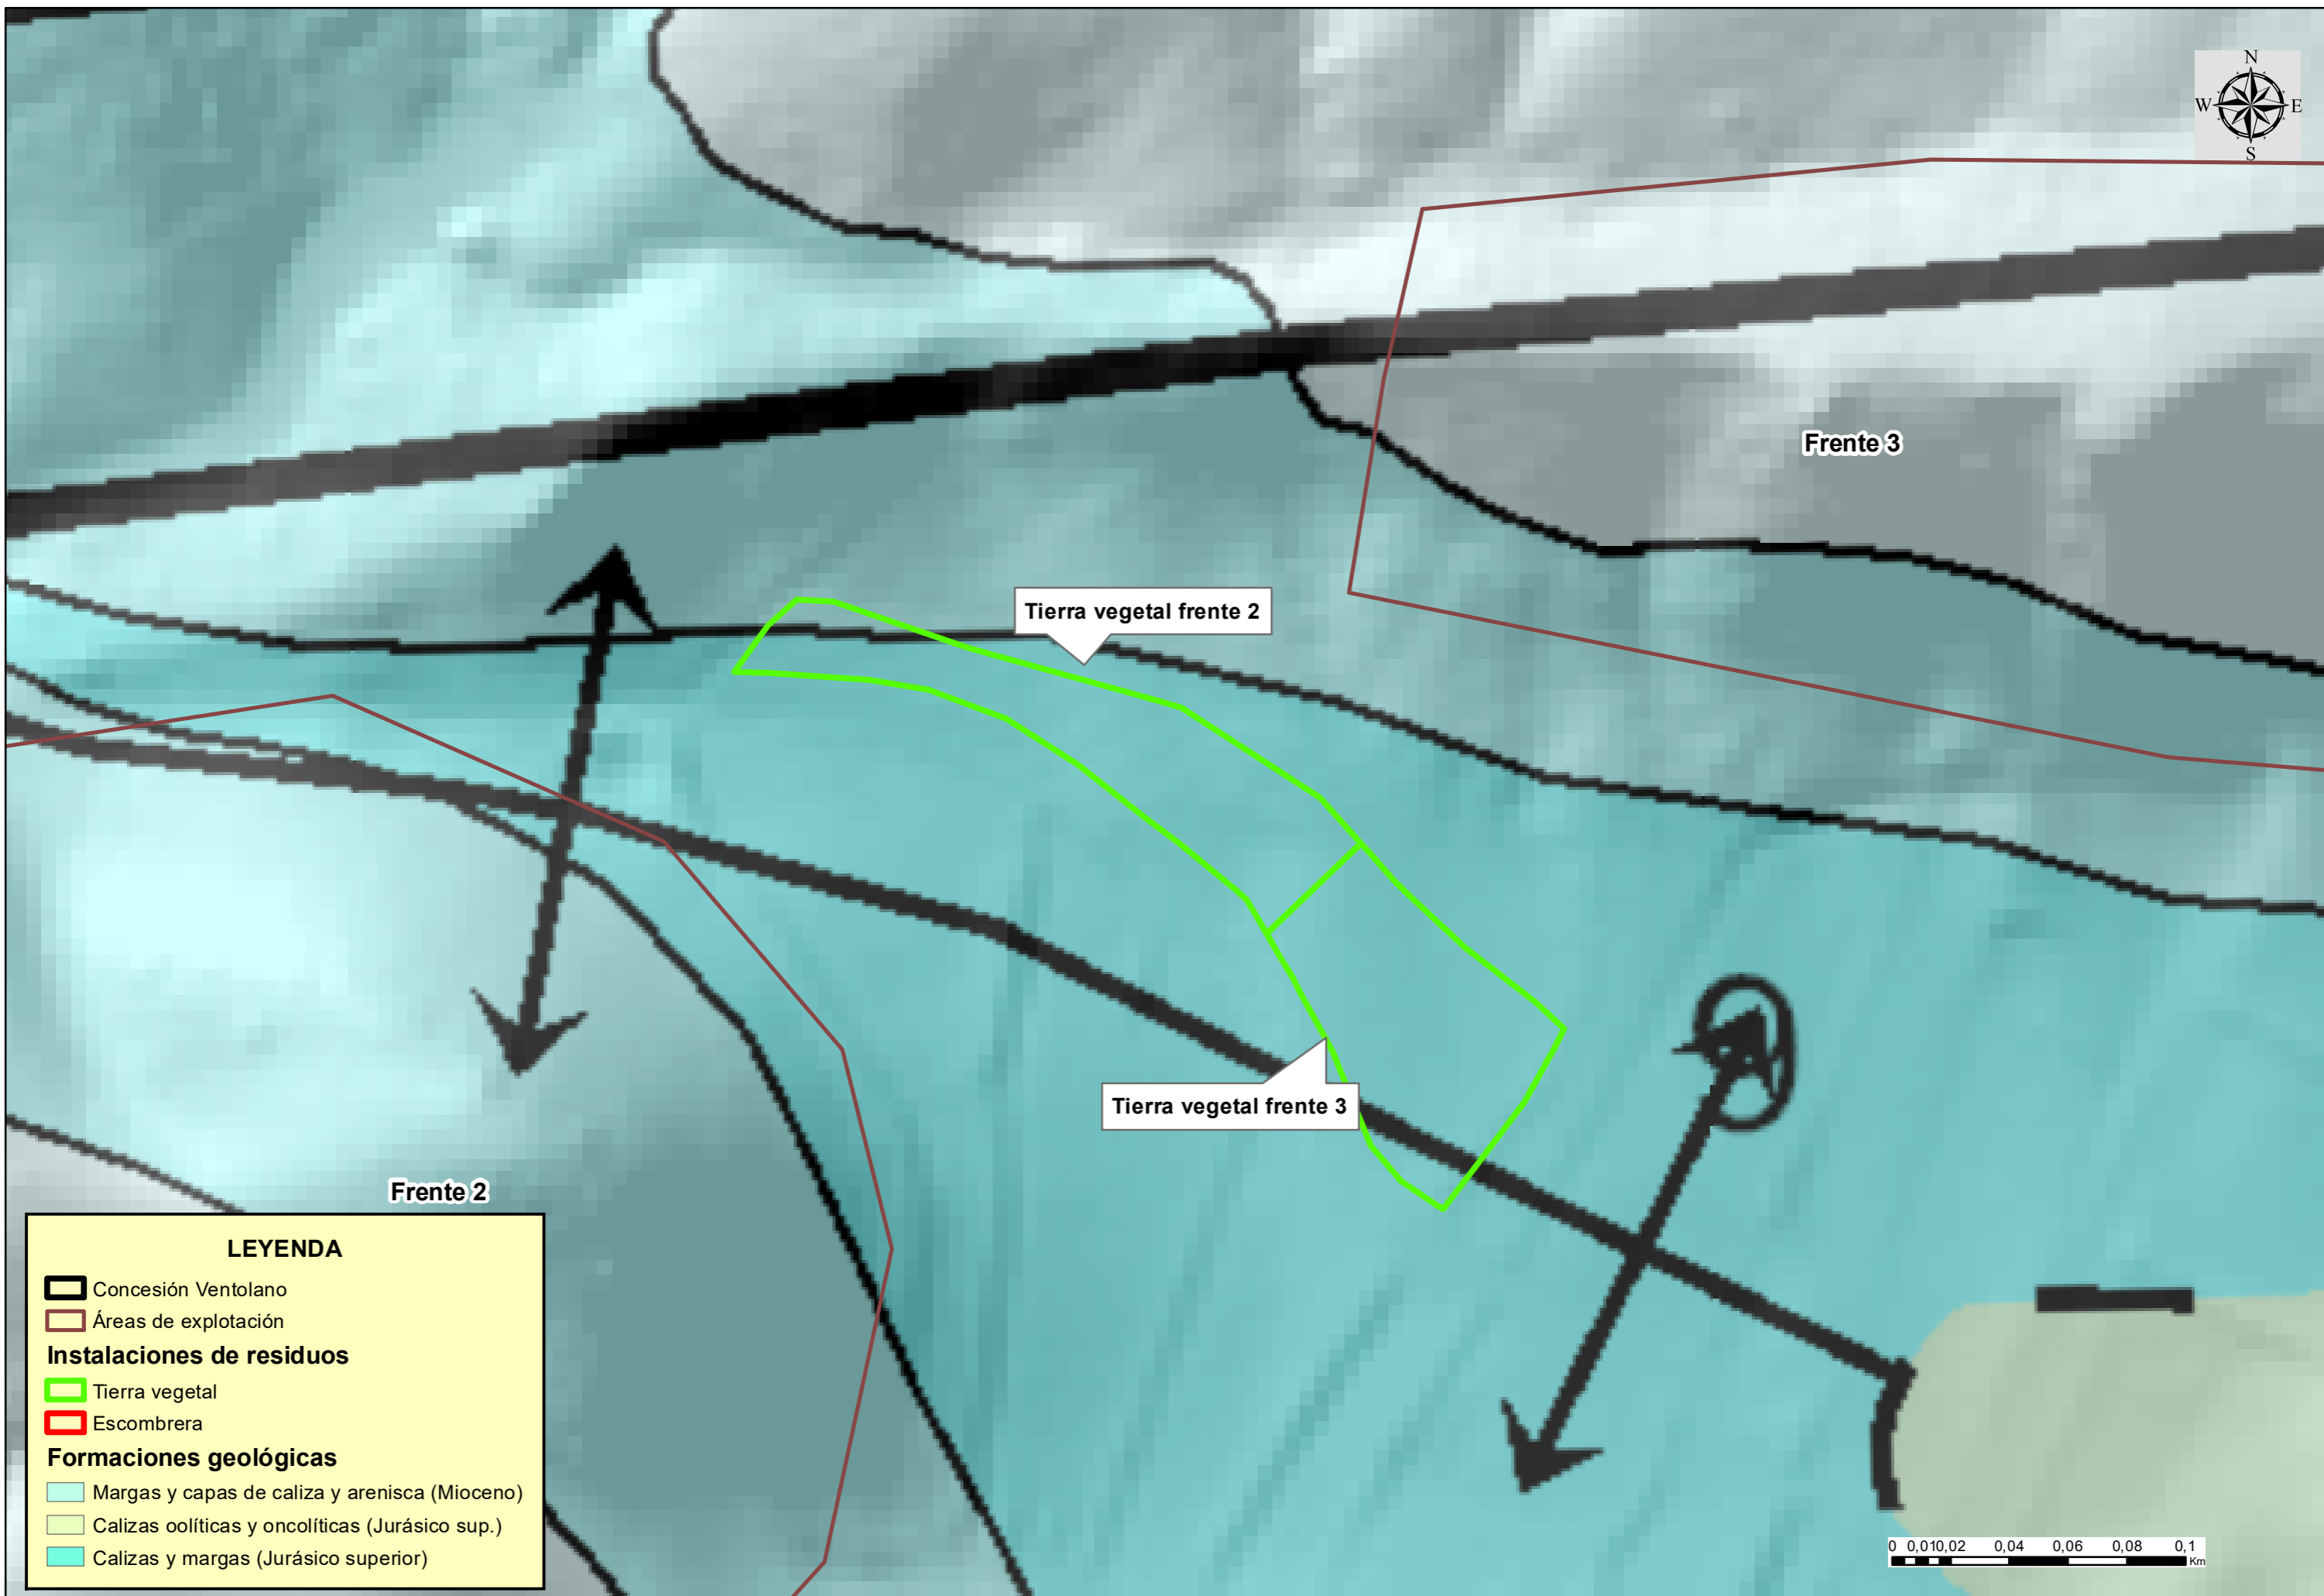 N
W E
S
Frente 3
Tierra vegetal frente 2
Tierra vegetal frente 3
Frente 2
LEYENDA
Concesión Ventolano
Áreas de explotación
Instalaciones de residuos
Tierra vegetal
Escombrera
Formaciones geológicas
Margas y capas de caliza y arenisca (Mioceno)
Calizas oolíticas y oncolíticas (Jurásico sup.)
Calizas y margas (Jurásico superior)
0 0,010,02 0,04 0,06 0,08 0,1
Km